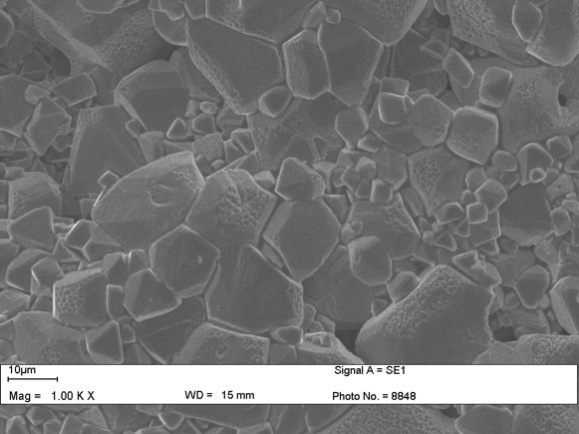 10µm
Signal A = SE1
Mag = 1.00 K X
WD = 15 mm
Photo No. = 8848